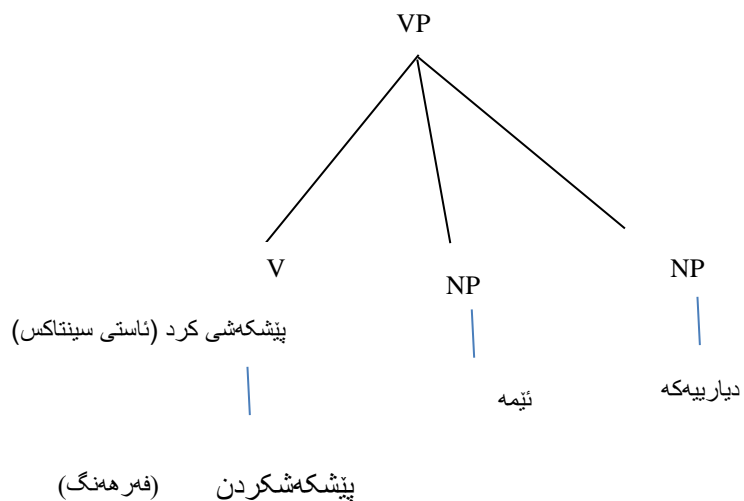 VP
V
NP
NP
پێشکەشی کرد (ئاستی سینتاکس)
ئێمە
دیارییەکە
پێشکەشکردن (فەرهەنگ)